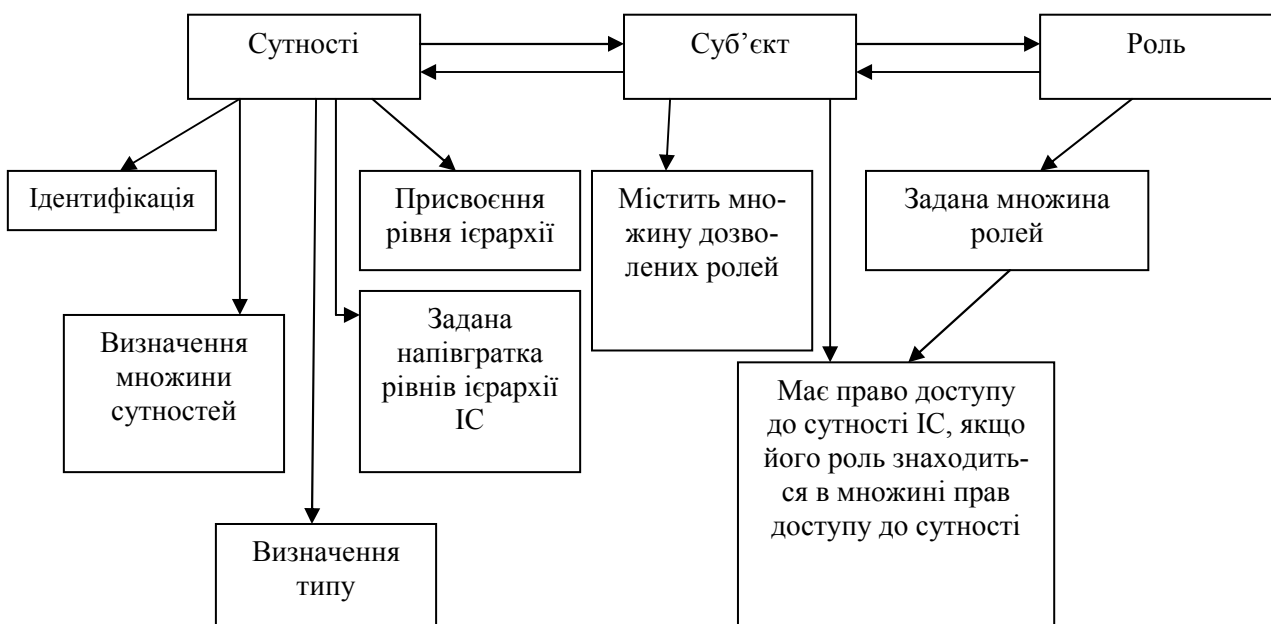 Сутності
Суб’єкт
Роль
Ідентифікація
Присвоєння
рівня ієрархії
Містить мно-
жину дозво-
лених ролей
Задана множина
ролей
Визначення
множини
сутностей
Задана
напівгратка
рівнів ієрархії
ІС
Має право доступу
до сутності ІС, якщо
його роль знаходить-
ся в множині прав
доступу до сутності
Визначення
типу